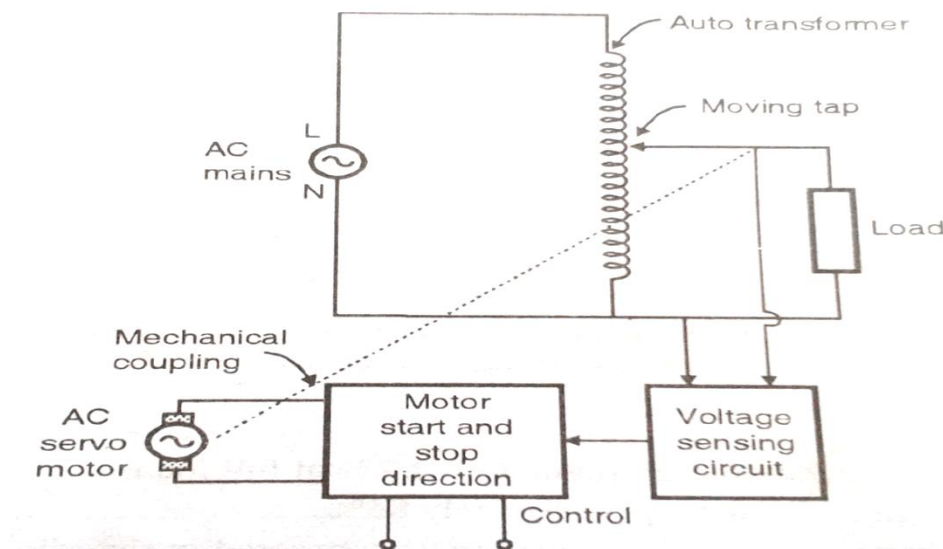 Auto transformer
Moving tap
L
AC
mains
N
Load
Mechanical
coupling
AC
servo
motor
Motor
start and
stop
direction
Voltage
sensing
circuit
Control